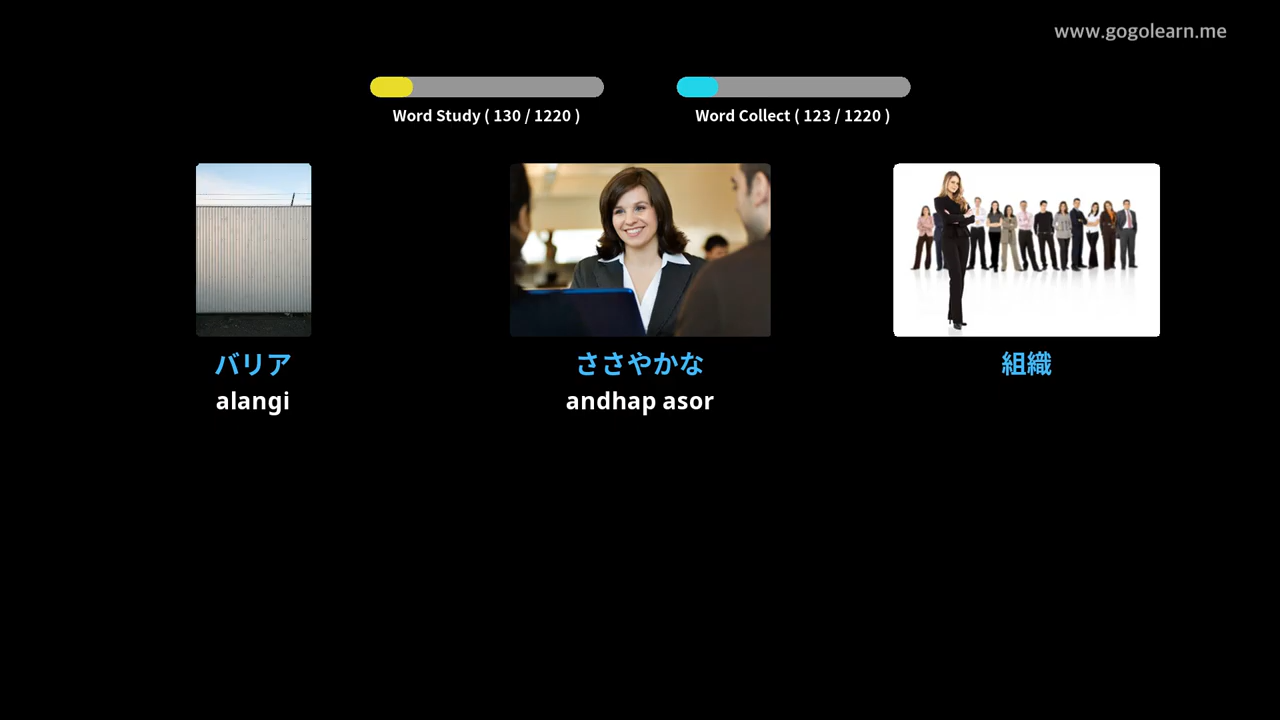 www.gogolearn.me
Word Study ( 130 / 1220 )
Word Collect ( 123 / 1220 )
バリア
ささやかな
組織
alangi
andhap asor